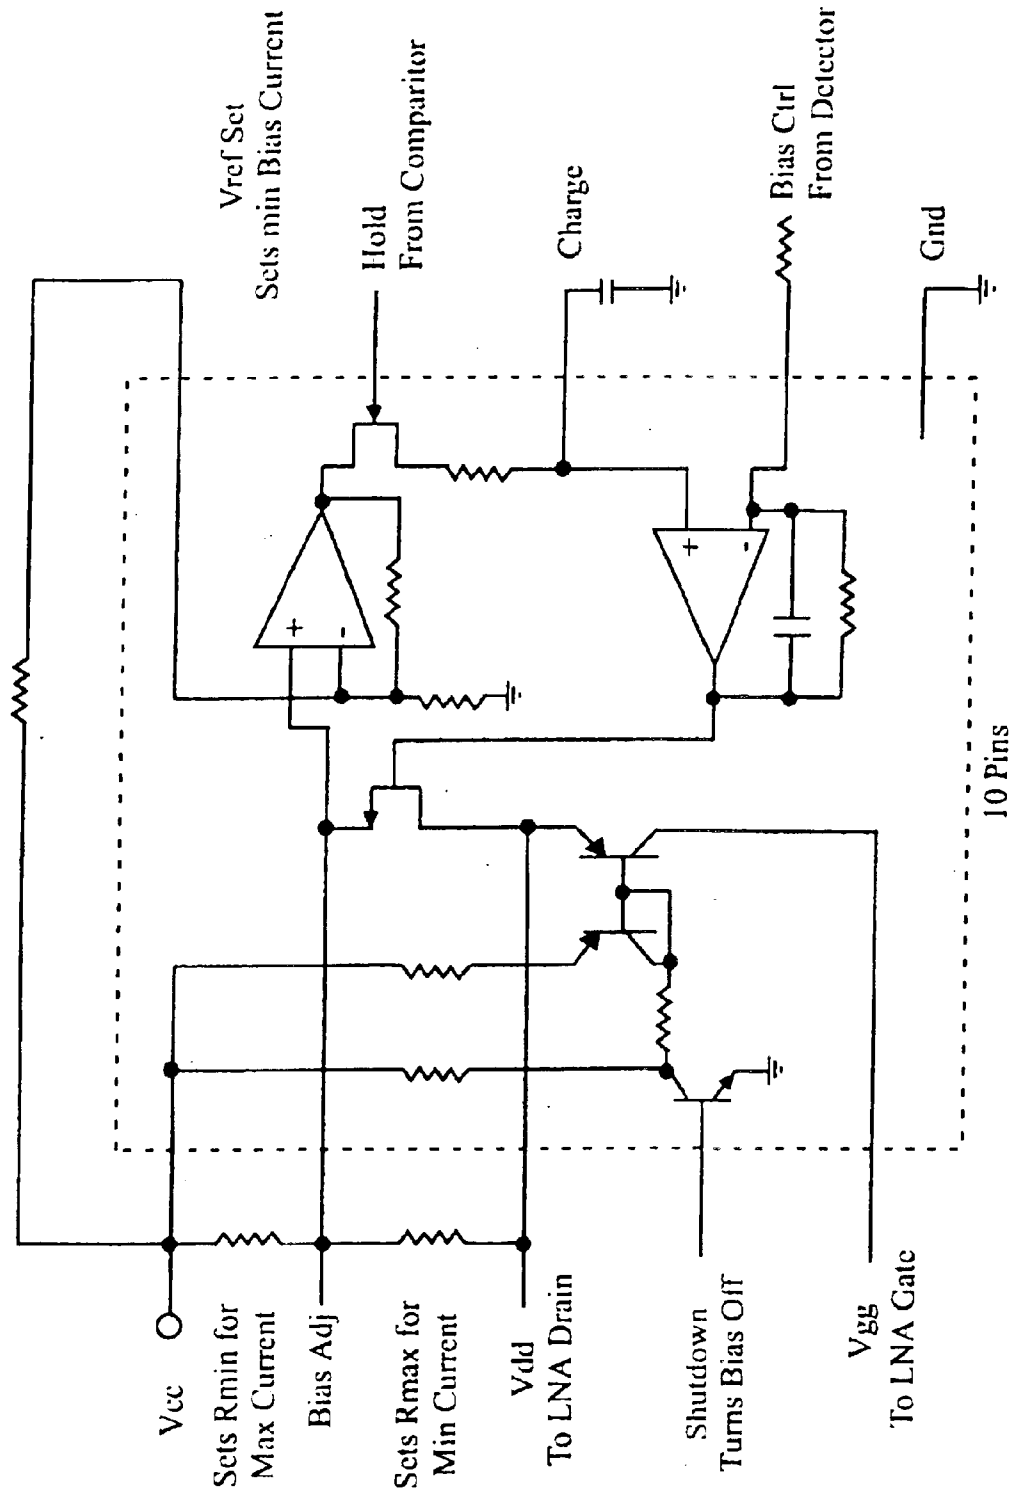 Vcc
Sets Rmin for
Max Current
Bias Adj
Sets Rmax for
Min Current
Vdd
To LNA Drain
Shutdown
Turns Bias Off
Vgg
To LNA Gate
+
-
+
-
Vref Set
Sets min Bias Current
Hold
From Comparitor
Charge
Bias Ctrl
From Detector
Gnd
10 Pins